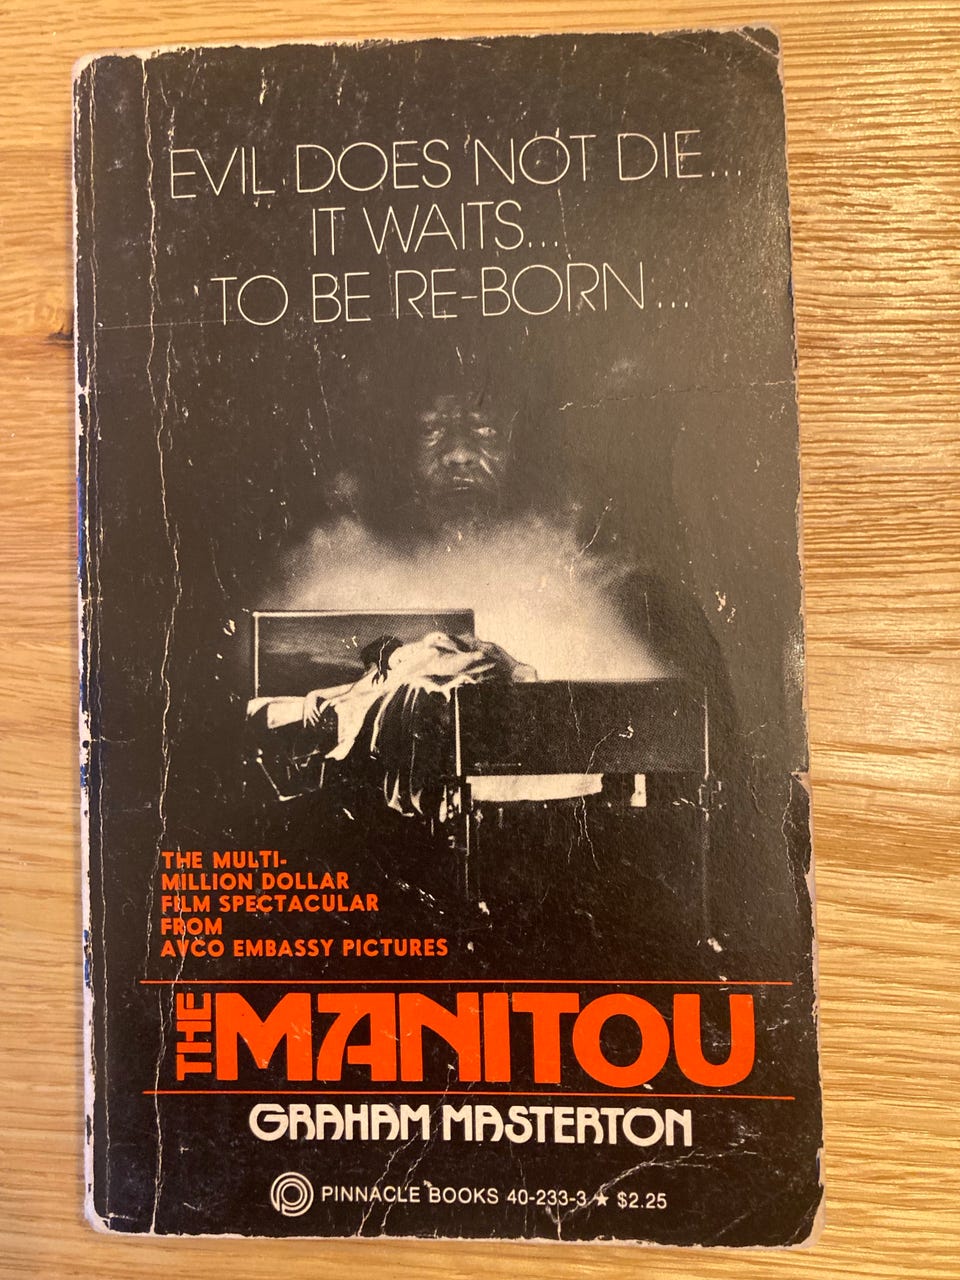 EVIL DOES NOT DIE...
IT WAITS...
TO BE RE-BORN...
THE MULTI-
MILLION DOLLAR
FILM SPECTACULAR
FROM
AVCO EMBASSY PICTURES
THE MANITOU
GRAHAM MASTERTON
PINNACLE BOOKS 40-233-3 ★ $2.25